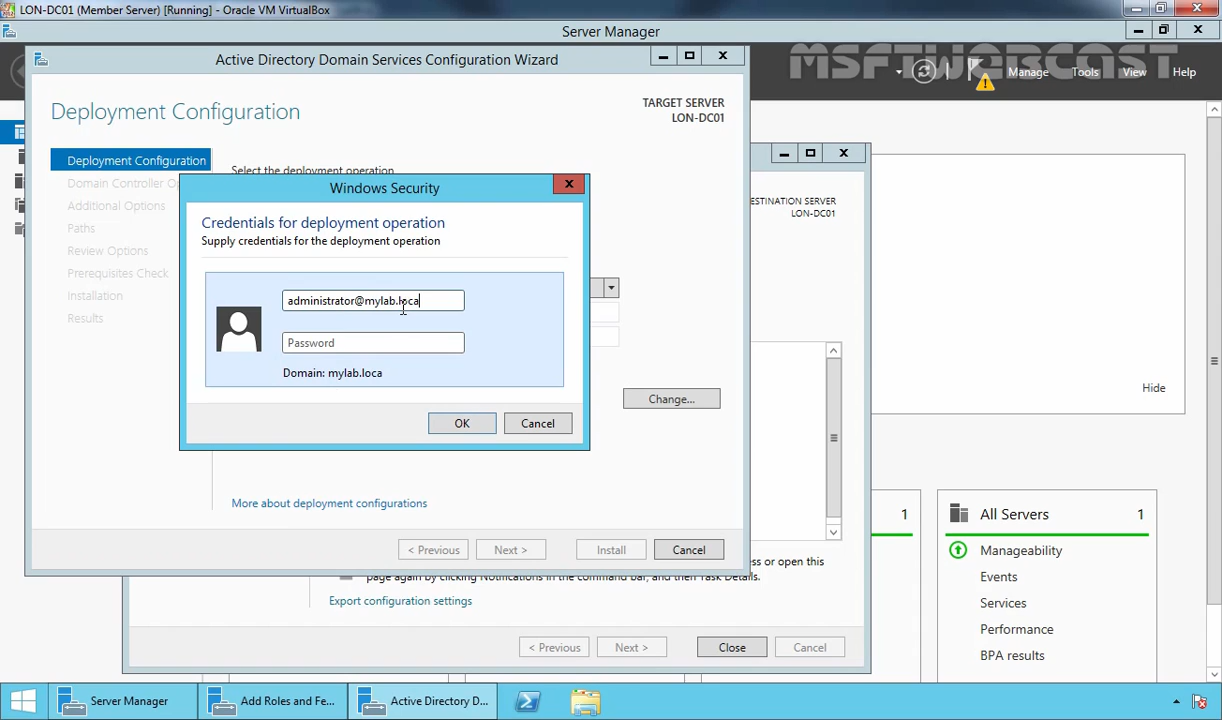 LON-DC01 (Member Server) [Running] - Oracle VM VirtualBox
Server Manager
MSFTWEBCAST
Manage
Tools
View
Help
Active Directory Domain Services Configuration Wizard
Deployment Configuration
TARGET SERVER
LON-DC01
Deployment Configuration
Domain Controller Op
Additional Options
Paths
Review Options
Prerequisites Check
Installation
Results
Select the deployment operation
Windows Security
Credentials for deployment operation
Supply credentials for the deployment operation
administrator@mylab.loca
Password
Domain: mylab.loca
OK
Cancel
Change...
More about deployment configurations
< Previous
Next >
Install
Cancel
ESTINATION SERVER
LON-DC01
ess or open this
page again by clicking Notifications in the command bar, and then Task Details.
Export configuration settings
< Previous
Next >
Close
Cancel
Hide
1
All Servers
1
Manageability
Events
Services
Performance
BPA results
Server Manager
Add Roles and Fe...
Active Directory D...